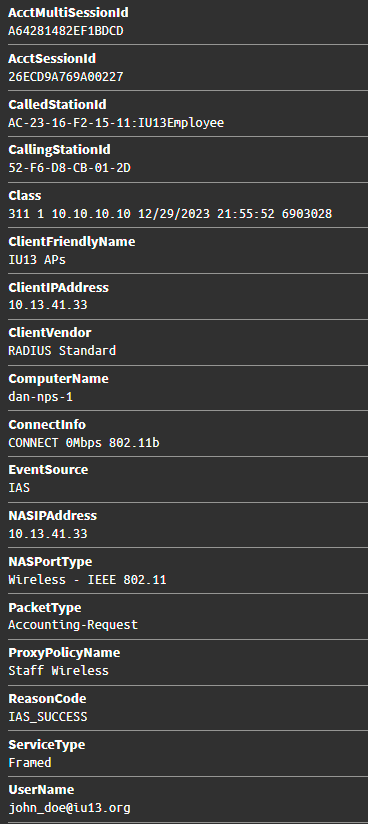 AcctMultiSessionId
A64281482EF1BDCD
AcctSessionId
26ECD9A769A00227
CalledStationId
AC-23-16-F2-15-11:IU13Employee
CallingStationId
52-F6-D8-CB-01-2D
Class
311 1 10.10.10.10 12/29/2023 21:55:52 6903028
ClientFriendlyName
IU13 APs
ClientIPAddress
10.13.41.33
ClientVendor
RADIUS Standard
ComputerName
dan-nps-1
ConnectInfo
CONNECT 0Mbps 802.11b
EventSource
IAS
NASIPAddress
10.13.41.33
NASPortType
Wireless - IEEE 802.11
PacketType
Accounting-Request
ProxyPolicyName
Staff Wireless
ReasonCode
IAS_SUCCESS
ServiceType
Framed
UserName
john_doe@iu13.org